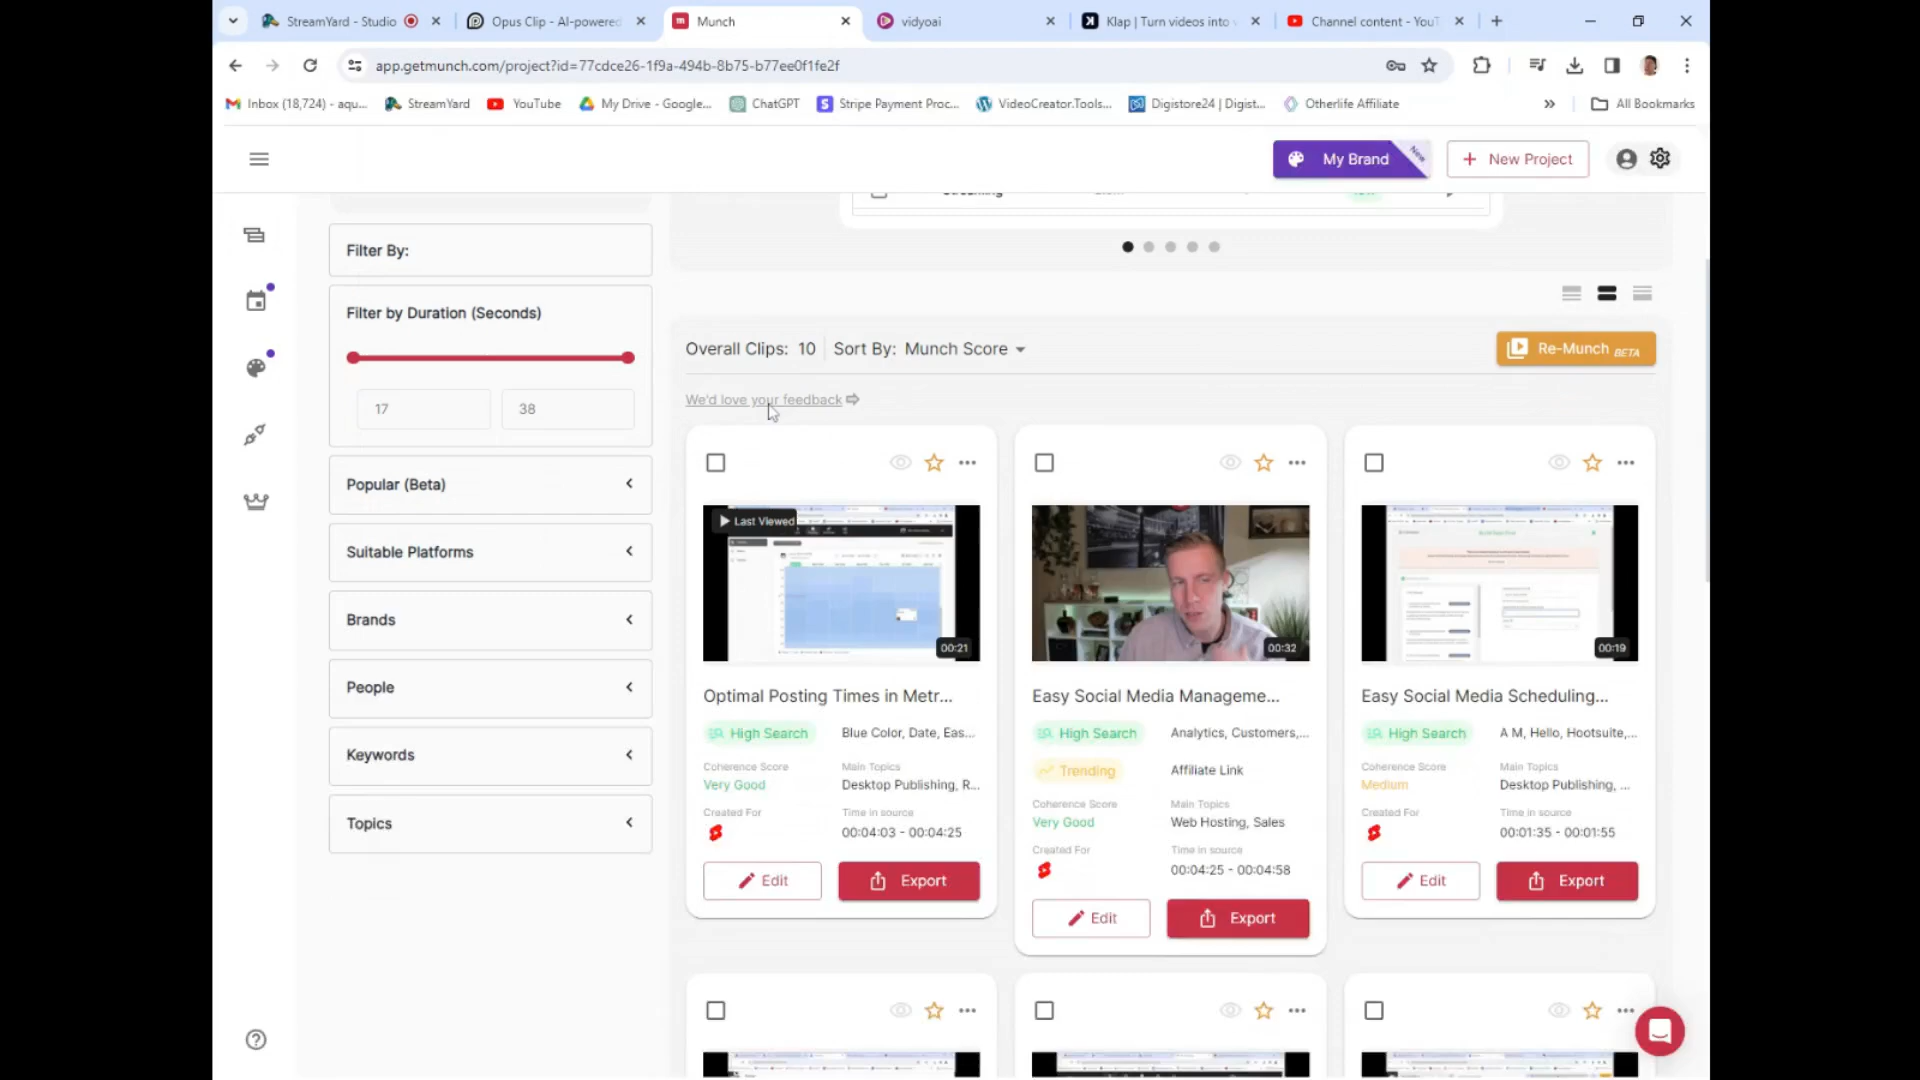 StreamYard - Studio
Opus Clip - AI-powered
Munch
vidyoai
Klap | Turn videos into
Channel content - YouT
app.getmunch.com/project?id=77cdce26-1f9a-494b-8b75-b77ee0f1fe2f
Inbox (18,724) - aqu...
StreamYard
YouTube
My Drive - Google...
ChatGPT
Stripe Payment Proc...
VideoCreator.Tools...
Digistore24 | Digist...
Otherlife Affiliate
All Bookmarks
My Brand
New
+ New Project
Streaming
Filter By:
Filter by Duration (Seconds)
17
38
Popular (Beta)
Suitable Platforms
Brands
People
Keywords
Topics
Overall Clips: 10
Sort By: Munch Score
Re-Munch BETA
We'd love your feedback
Last Viewed
00:21
Optimal Posting Times in Metr...
High Search
Blue Color, Date, Eas...
Coherence Score
Very Good
Main Topics
Desktop Publishing, R...
Created For
Time in source
00:04:03 - 00:04:25
Edit
Export
00:32
Easy Social Media Manageme...
High Search
Analytics, Customers,...
Trending
Affiliate Link
Coherence Score
Very Good
Main Topics
Web Hosting, Sales
Created For
Time in source
00:04:25 - 00:04:58
Edit
Export
00:19
Easy Social Media Scheduling...
High Search
A M, Hello, Hootsuite,...
Coherence Score
Medium
Main Topics
Desktop Publishing, ...
Created For
Time in source
00:01:35 - 00:01:55
Edit
Export